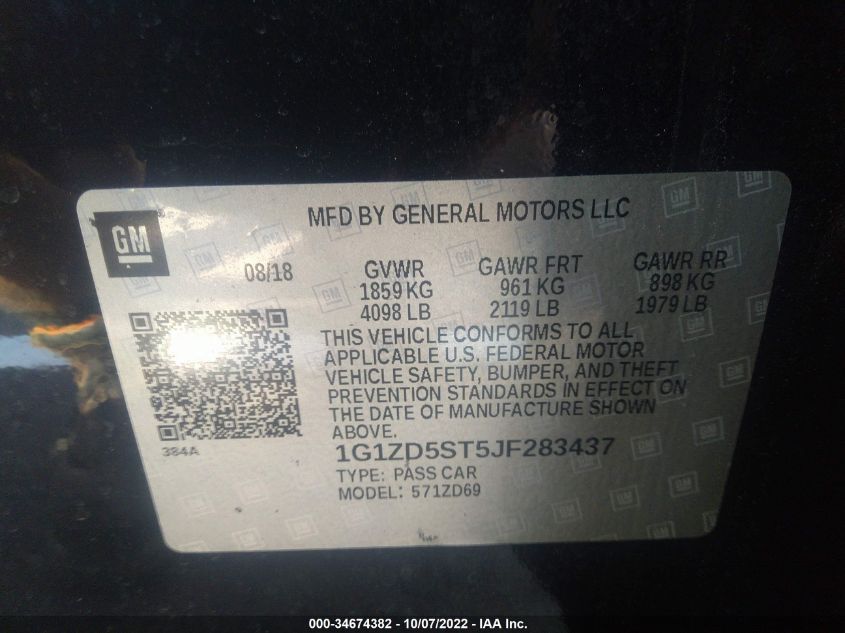 GM
MFD BY GENERAL MOTORS LLC
08/18
GVWR
1859 KG
4098 LB
GAWR FRT
961 KG
2119 LB
GAWR RR
898 KG
1979 LB
THIS VEHICLE CONFORMS TO ALL
APPLICABLE U.S. FEDERAL MOTOR
VEHICLE SAFETY, BUMPER, AND THEFT
PREVENTION STANDARDS IN EFFECT ON
THE DATE OF MANUFACTURE SHOWN
ABOVE.
384A
1G1ZD5ST5JF283437
TYPE: PASS CAR
MODEL: 571ZD69
000-34674382 - 10/07/2022 - IAA Inc.